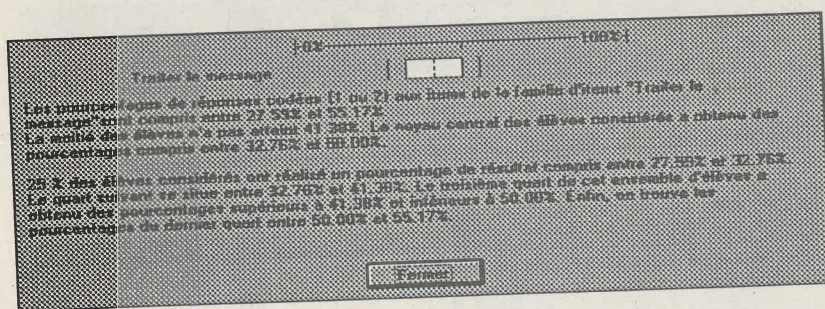 0% 100%
Traiter le message
Les pourcentages de réponses codées (1 ou 2) aux items de la famille d'items "Traiter le
message" sont compris entre 27.59% et 55.17%.
La moitié des élèves n'a pas atteint 41.38%. Le noyau central des élèves considérés a obtenu des
pourcentages compris entre 32.76% et 50.00%.
25 % des élèves considérés ont réalisé un pourcentage de résultat compris entre 27.59% et 32.76%.
Le quart suivant se situe entre 32.76% et 41.38%. Le troisième quart de cet ensemble d'élèves a
obtenu des pourcentages supérieurs à 41.38% et inférieurs à 50.00%. Enfin, on trouve les
pourcentages du dernier quart entre 50.00% et 55.17%.
Fermer